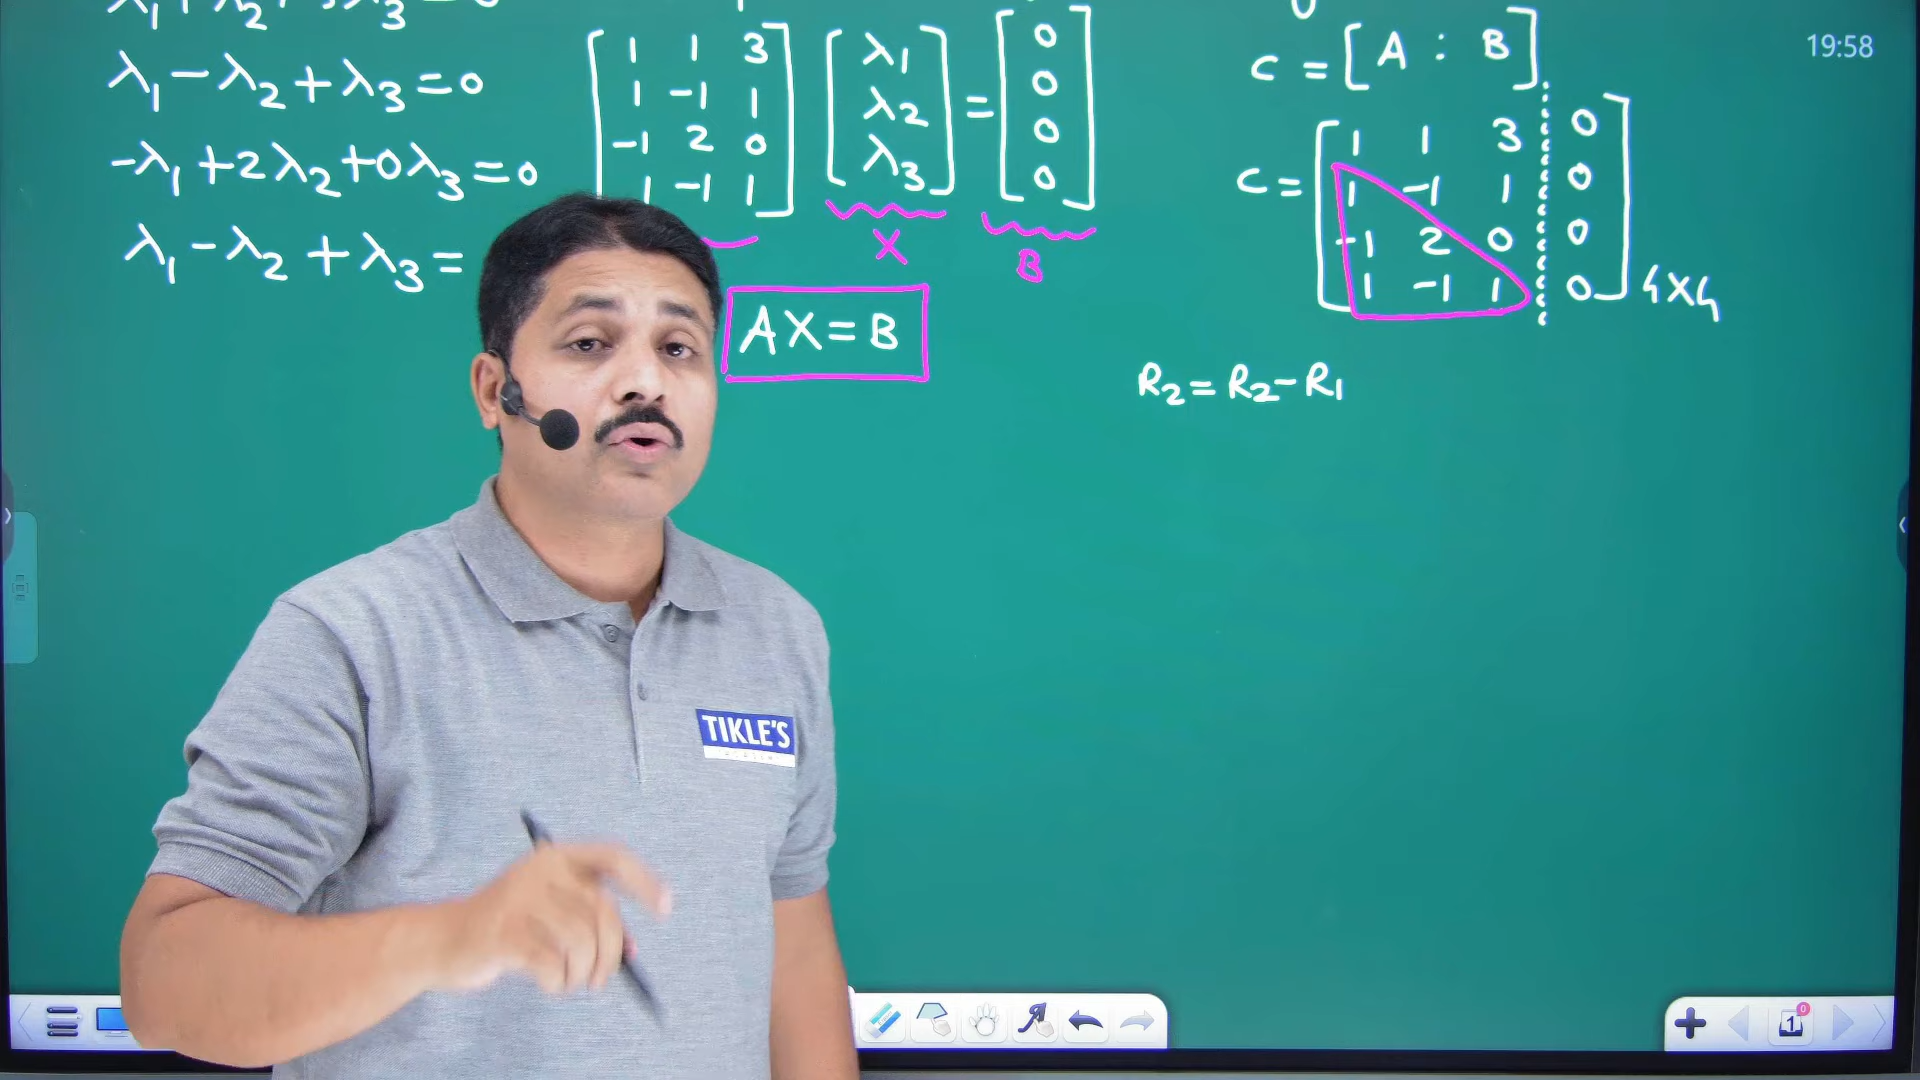 λ₁ - λ₂ + λ₃ = 0
-λ₁ + 2λ₂ + 0λ₃ = 0
λ₁ - λ₂ + λ₃ =
1 1 3
1 -1 1
-1 2 0
1 -1 1
λ₁
λ₂
λ₃
=
0
0
0
0
X
B
AX = B
C = [A : B]
C =
1 1 3 0
1 -1 1 0
-1 2 0 0
1 -1 1 0
4×4
R₂ = R₂ - R₁
19:58
TIKLE'S
1
0